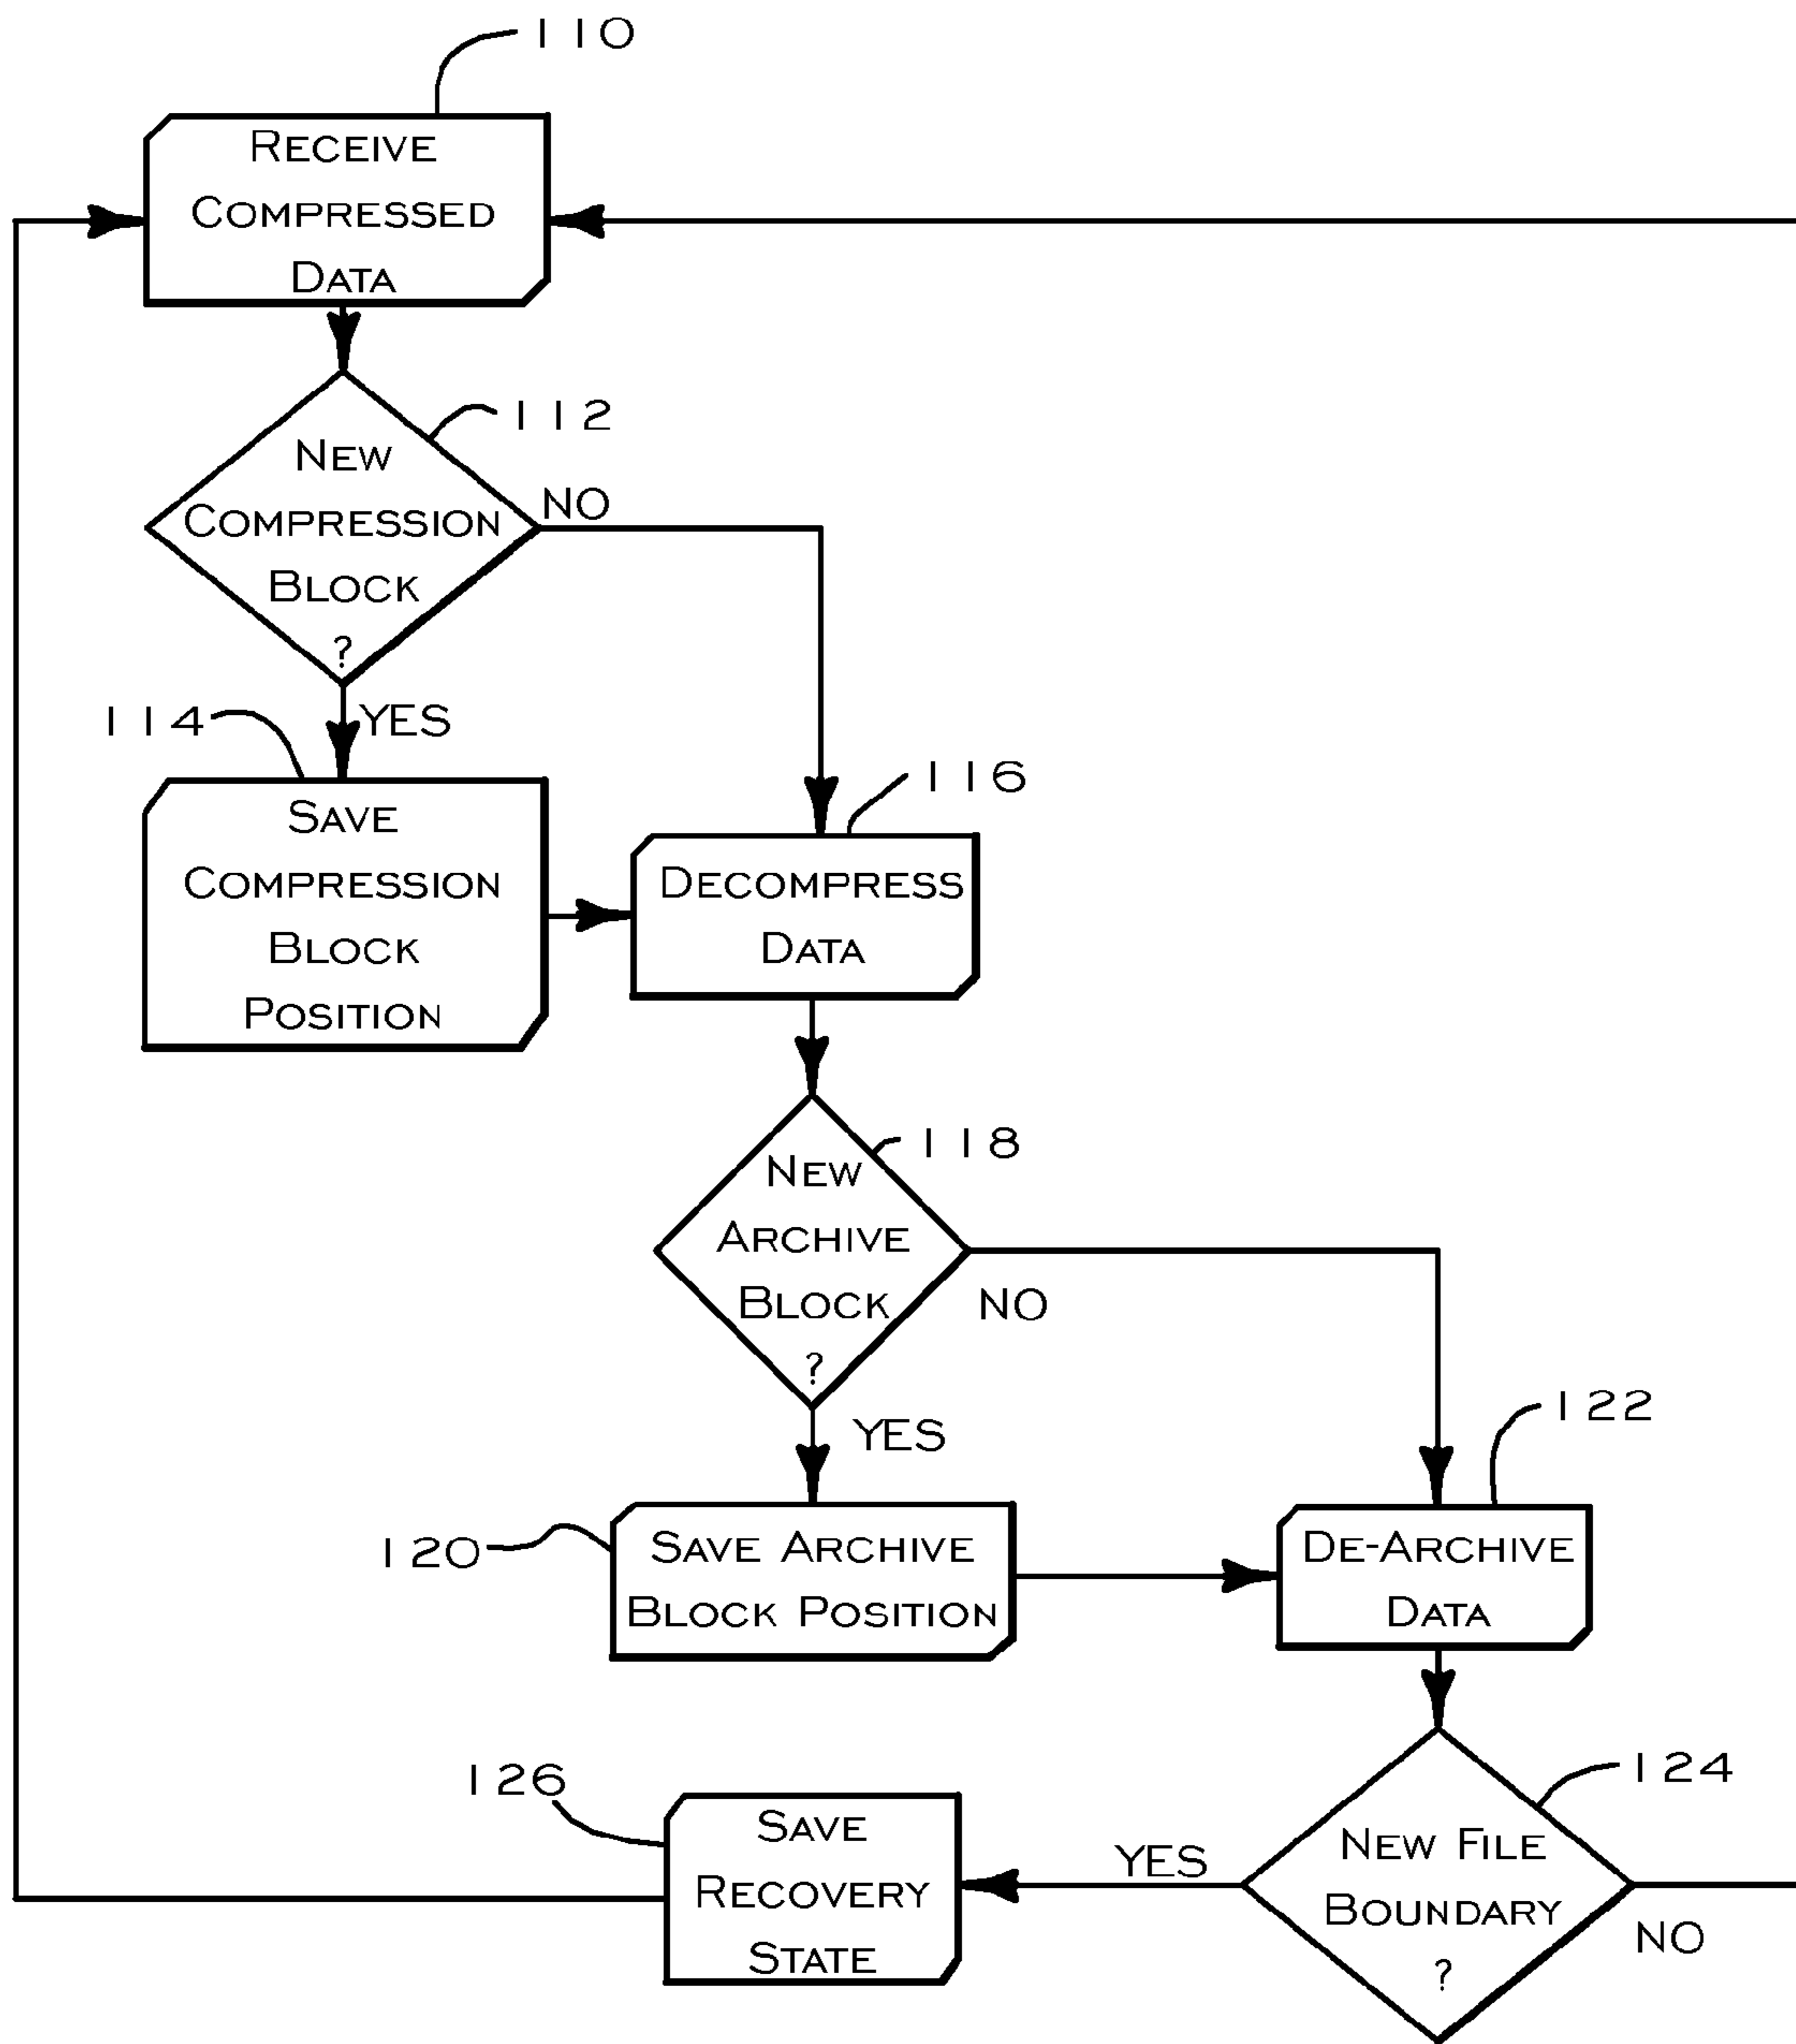 110
RECEIVE
COMPRESSED
DATA
112
NEW
COMPRESSION
BLOCK
?
NO
YES
114
SAVE
COMPRESSION
BLOCK
POSITION
116
DECOMPRESS
DATA
118
NEW
ARCHIVE
BLOCK
?
NO
YES
120
SAVE ARCHIVE
BLOCK POSITION
122
DE-ARCHIVE
DATA
124
NEW FILE
BOUNDARY
?
NO
YES
126
SAVE
RECOVERY
STATE